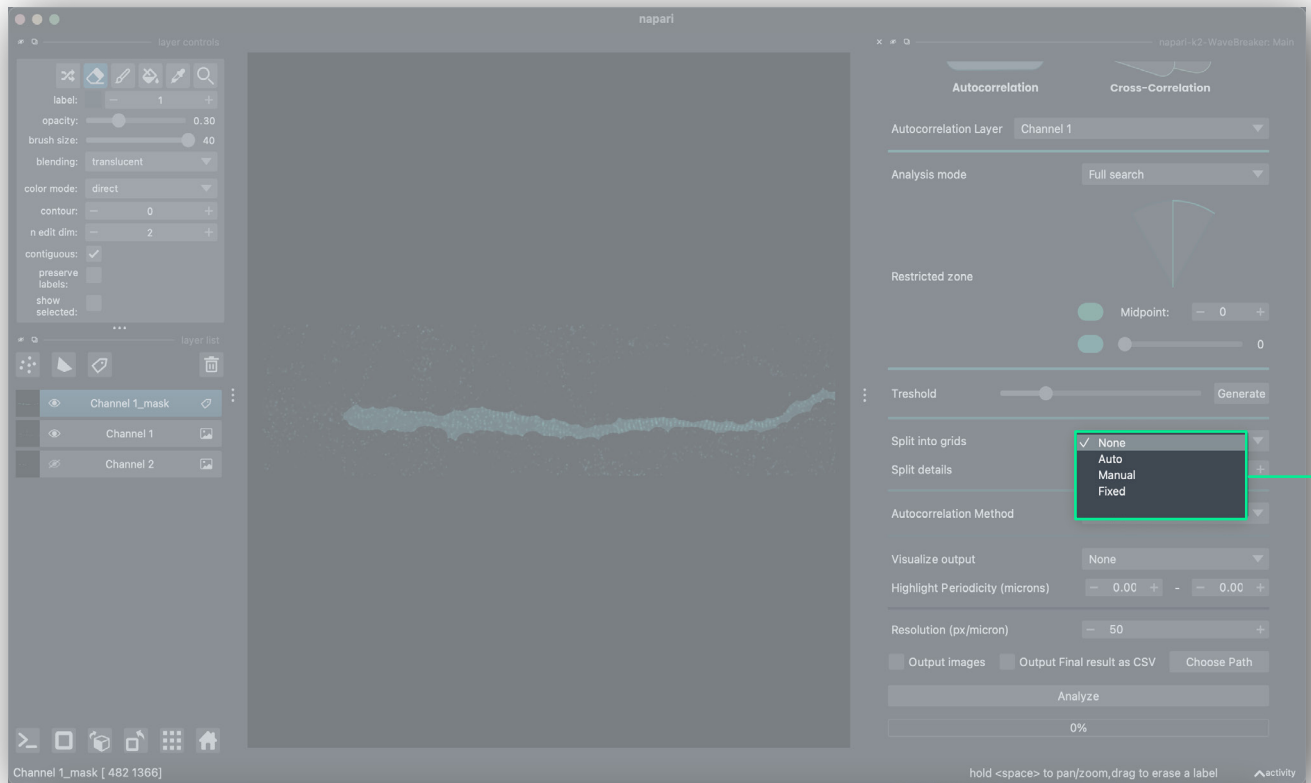 napari
layer controls
label: 1
opacity: 0.30
brush size: 40
blending: translucent
color mode: direct
contour: 0
n edit dim: 2
contiguous:
preserve
labels:
show
selected:
layer list
Channel 1_mask
Channel 1
Channel 2
Channel 1_mask [ 482 1366]
napari-k2-WaveBreaker: Main
Autocorrelation Cross-Correlation
Autocorrelation Layer Channel 1
Analysis mode Full search
Restricted zone
Midpoint: 0
0
Treshold Generate
Split into grids
None
Auto
Manual
Fixed
Split details
Autocorrelation Method
Visualize output None
Highlight Periodicity (microns) 0.00 - 0.00
Resolution (px/micron) 50
Output images Output Final result as CSV Choose Path
Analyze
0%
hold <space> to pan/zoom,drag to erase a label activity